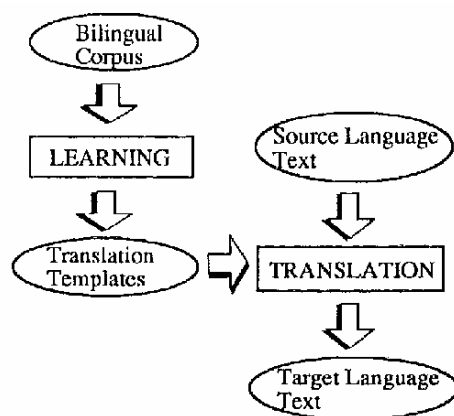 Bilingual
Corpus
LEARNING
Translation
Templates
Source Language
Text
TRANSLATION
Target Language
Text